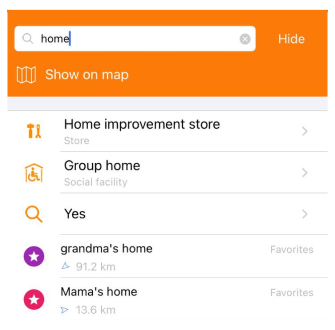 home
Hide
Show on map
Home improvement store
Store
Group home
Social facility
Yes
grandma's home
Favorites
91.2 km
Mama's home
Favorites
13.6 km